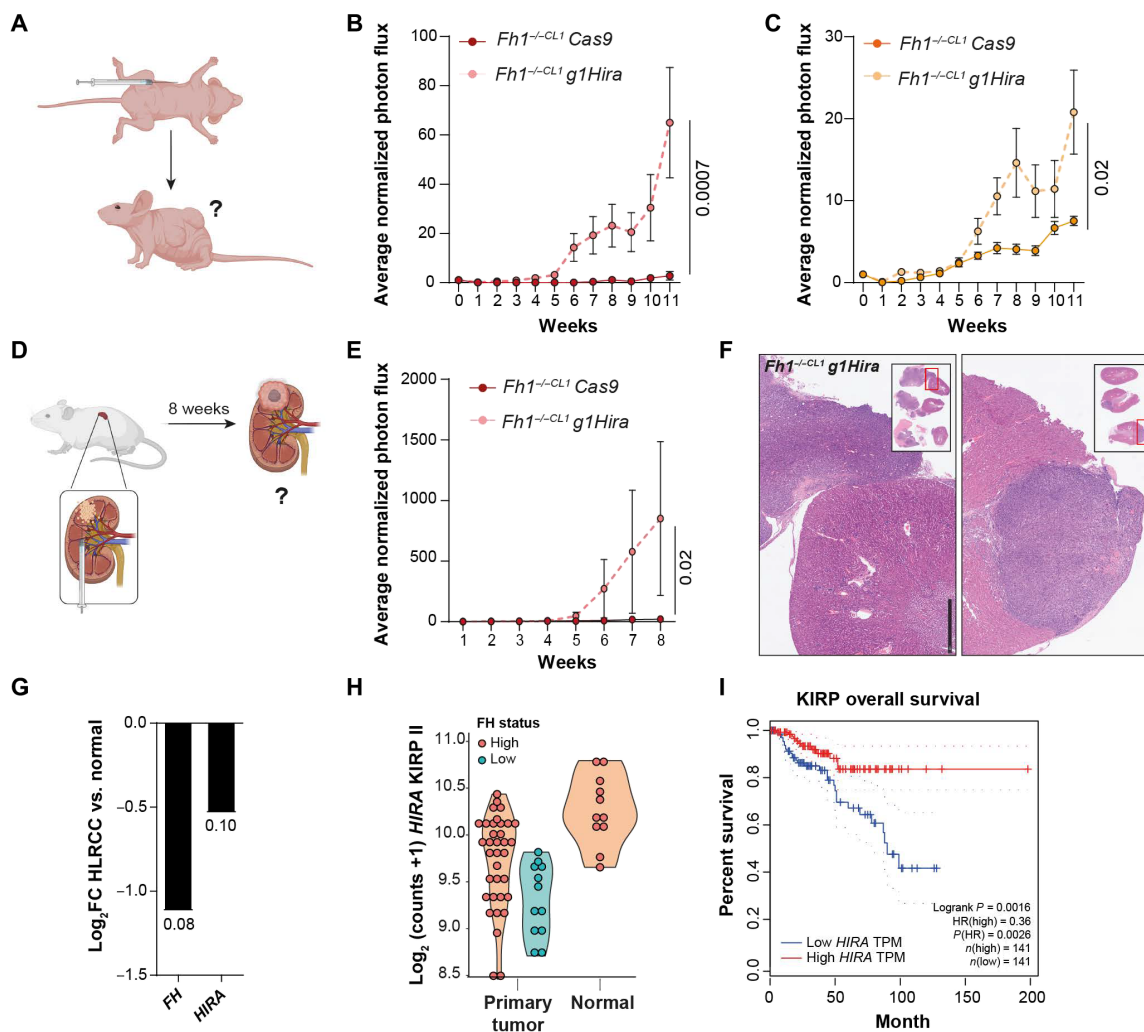 A
?
B
Average normalized photon flux
100
80
60
40
20
0
Fh1−/−CL1 Cas9
Fh1−/−CL1 g1Hira
0.0007
0 1 2 3 4 5 6 7 8 9 10 11
Weeks
C
Average normalized photon flux
30
20
10
0
Fh1−/−CL1 Cas9
Fh1−/−CL1 g1Hira
0.02
0 1 2 3 4 5 6 7 8 9 10 11
Weeks
D
8 weeks
?
E
Average normalized photon flux
2000
1500
1000
500
0
Fh1−/−CL1 Cas9
Fh1−/−CL1 g1Hira
0.02
1 2 3 4 5 6 7 8
Weeks
F
Fh1−/−CL1 g1Hira
G
Log2FC HLRCC vs. normal
0.0
−0.5
−1.0
−1.5
0.08
0.10
FH
HIRA
H
Log2 (counts +1) HIRA KIRP II
FH status
High
Low
11.0
10.5
10.0
9.5
9.0
8.5
Primary tumor
Normal
I
KIRP overall survival
Percent survival
1.0
0.8
0.6
0.4
0.2
0.0
Logrank P = 0.0016
HR(high) = 0.36
P(HR) = 0.0026
n(high) = 141
n(low) = 141
Low HIRA TPM
High HIRA TPM
0 50 100 150 200
Month